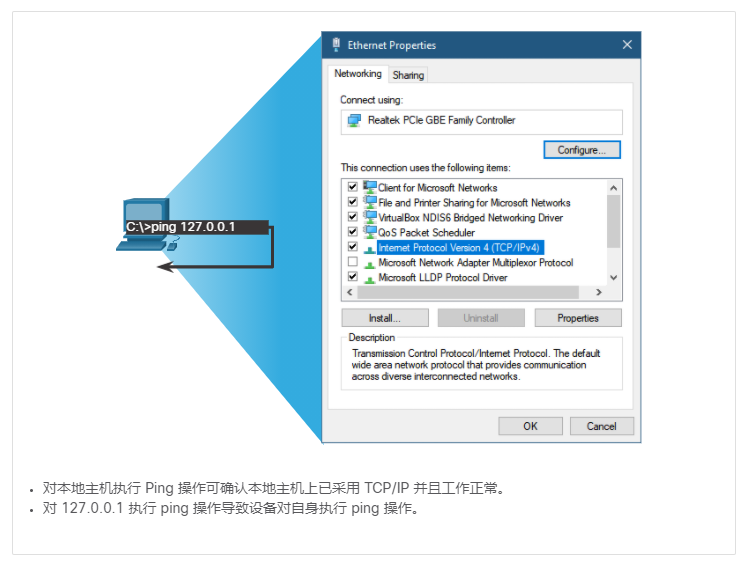 Ethernet Properties
Networking
Sharing
Connect using:
Realtek PCIe GBE Family Controller
Configure...
This connection uses the following items:
Client for Microsoft Networks
File and Printer Sharing for Microsoft Networks
VirtualBox NDIS6 Bridged Networking Driver
QoS Packet Scheduler
Internet Protocol Version 4 (TCP/IPv4)
Microsoft Network Adapter Multiplexor Protocol
Microsoft LLDP Protocol Driver
Install...
Uninstall
Properties
Description
Transmission Control Protocol/Internet Protocol. The default
wide area network protocol that provides communication
across diverse interconnected networks.
OK
Cancel
C:\>ping 127.0.0.1
对本地主机执行 Ping 操作可确认本地主机上已采用 TCP/IP 并且工作正常。
对 127.0.0.1 执行 ping 操作导致设备对自身执行 ping 操作。